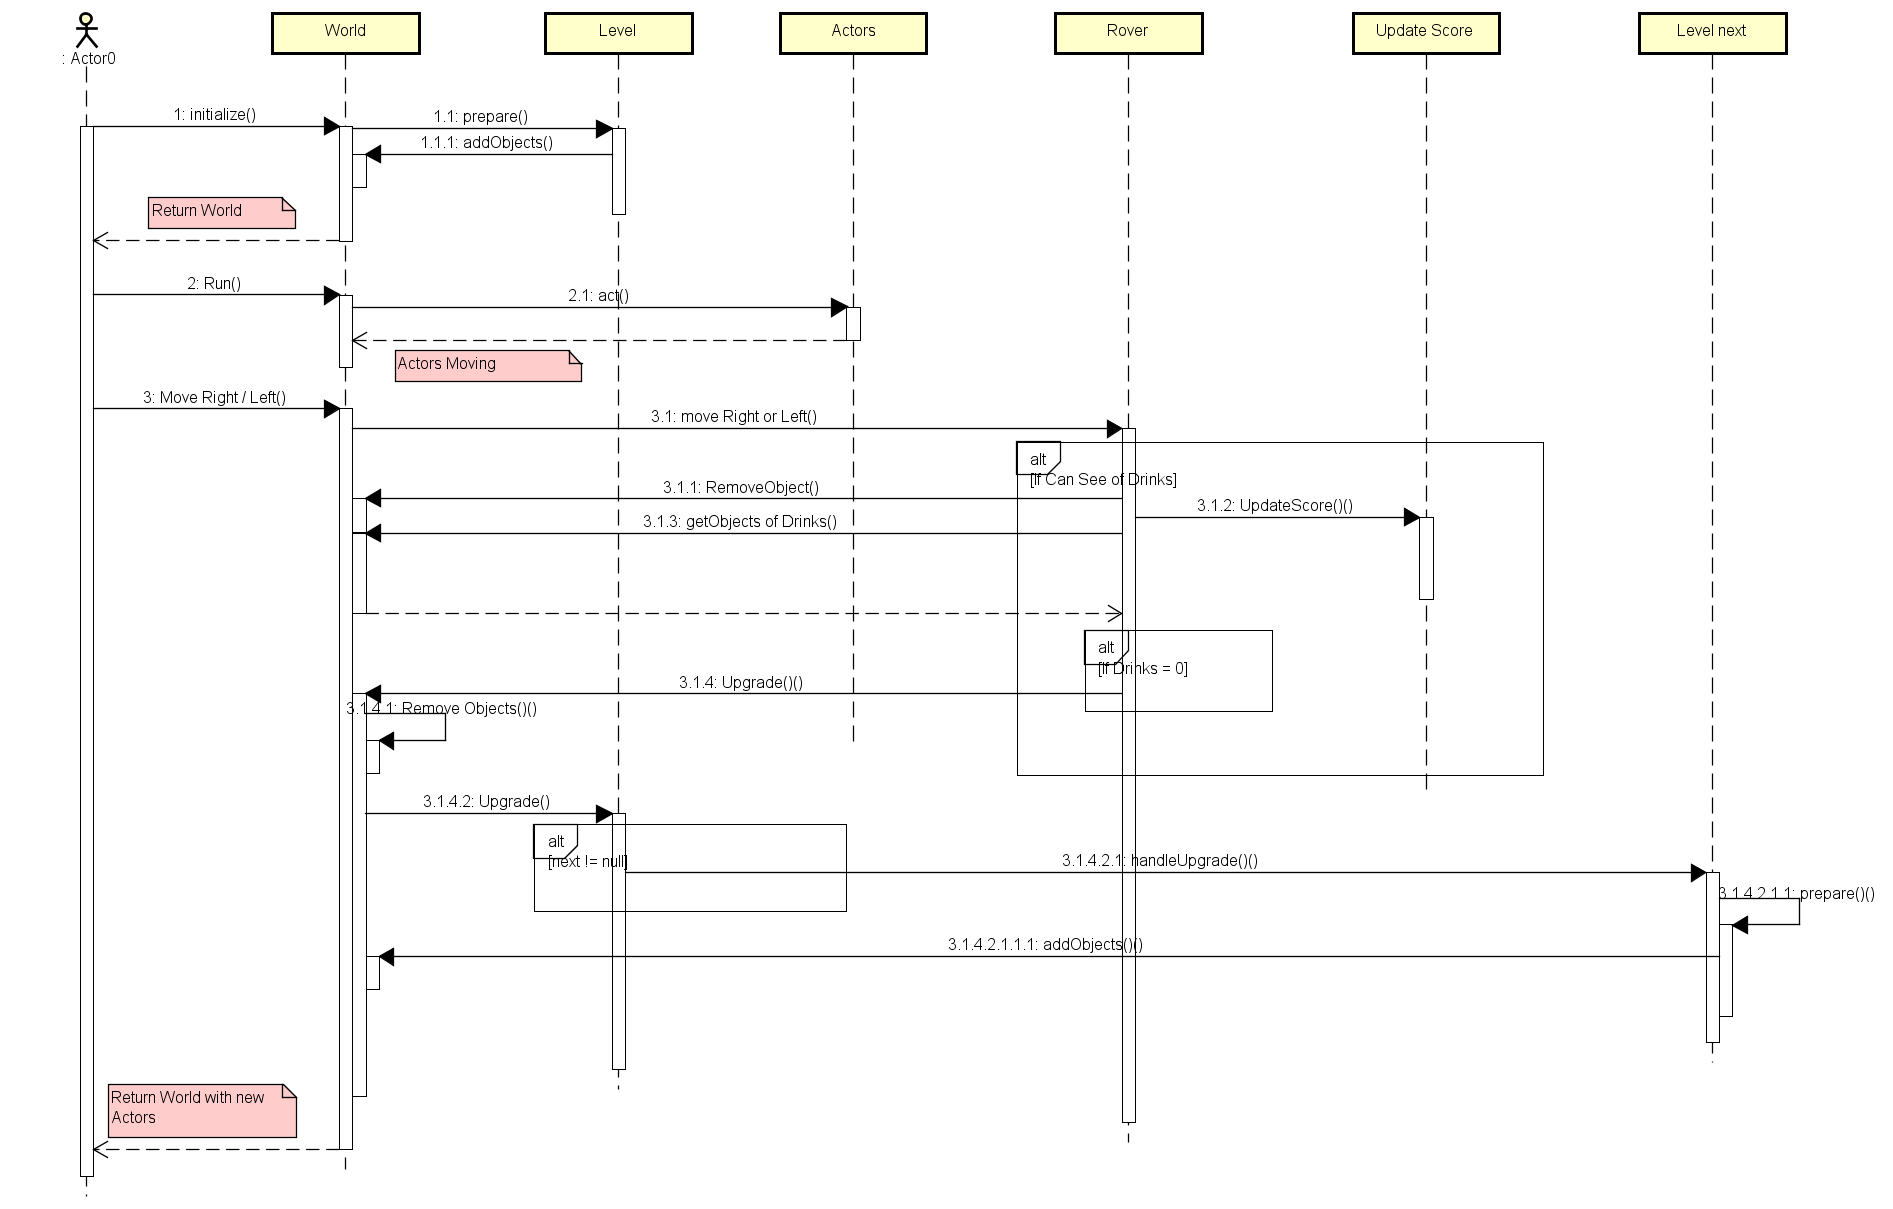 : Actor0
World
Level
Actors
Rover
Update Score
Level next
1: initialize()
1.1: prepare()
1.1.1: addObjects()
Return World
2: Run()
2.1: act()
Actors Moving
3: Move Right / Left()
3.1: move Right or Left()
alt
[If Can See of Drinks]
3.1.1: RemoveObject()
3.1.2: UpdateScore()()
3.1.3: getObjects of Drinks()
alt
[If Drinks = 0]
3.1.4: Upgrade()()
3.1.4.1: Remove Objects()()
3.1.4.2: Upgrade()
alt
[next != null]
3.1.4.2.1: handleUpgrade()()
3.1.4.2.1.1: prepare()()
3.1.4.2.1.1.1: addObjects()()
Return World with new
Actors